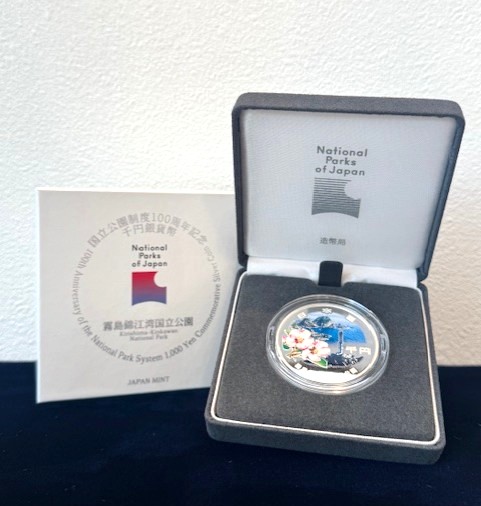 国立公園制度100周年記念
千円銀貨幣
National
Parks
of Japan
霧島錦江湾国立公園
Kirishima-Kinkowan
National Park
100th Anniversary of the National Park System 1,000 Yen Commemorative Silver Coin
JAPAN MINT
National
Parks
of Japan
造幣局
千円